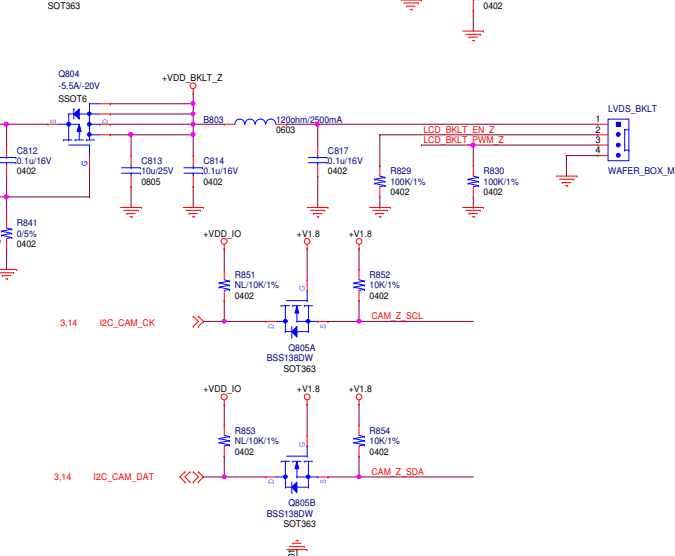 SOT363
0402
Q804
-5.5A/-20V
SSOT6
+VDD_BKLT_Z
S
D
G
B803
120ohm/2500mA
0603
LVDS_BKLT
1
2
3
4
LCD_BKLT_EN_Z
LCD_BKLT_PWM_Z
WAFER_BOX_M
C812
0.1u/16V
0402
C813
10u/25V
0805
C814
0.1u/16V
0402
C817
0.1u/16V
0402
R829
100K/1%
0402
R830
100K/1%
0402
R841
0/5%
0402
+VDD_IO
+V1.8
+V1.8
R851
NL/10K/1%
0402
R852
10K/1%
0402
G
D
S
3,14
I2C_CAM_CK
CAM_Z_SCL
Q805A
BSS138DW
SOT363
+VDD_IO
+V1.8
+V1.8
R853
NL/10K/1%
0402
R854
10K/1%
0402
G
D
S
3,14
I2C_CAM_DAT
CAM_Z_SDA
Q805B
BSS138DW
SOT363